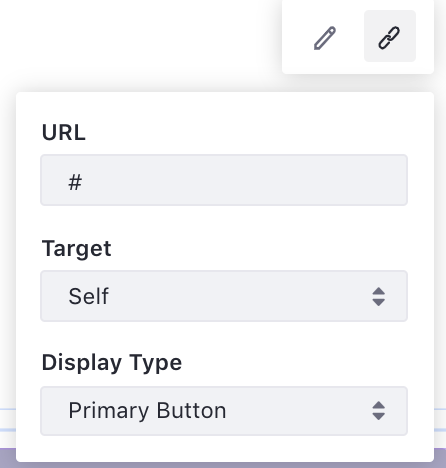 URL
#
Target
Self
Display Type
Primary Button